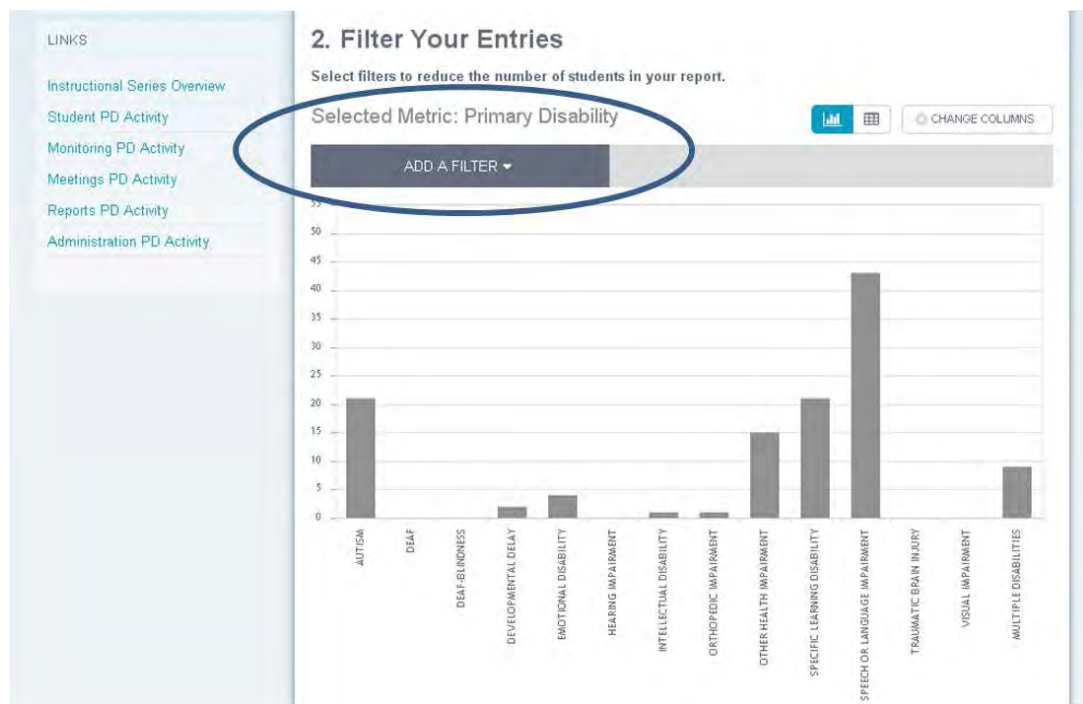 LINKS
Instructional Series Overview
Student PD Activity
Monitoring PD Activity
Meetings PD Activity
Reports PD Activity
Administration PD Activity
2. Filter Your Entries
Select filters to reduce the number of students in your report.
Selected Metric: Primary Disability
CHANGE COLUMNS
ADD A FILTER
55
50
45
40
35
30
25
20
15
10
5
0
AUTISM
DEAF
DEAF-BLINDNESS
DEVELOPMENTAL DELAY
EMOTIONAL DISABILITY
HEARING IMPAIRMENT
INTELLECTUAL DISABILITY
ORTHOPEDIC IMPAIRMENT
OTHER HEALTH IMPAIRMENT
SPECIFIC LEARNING DISABILITY
SPEECH OR LANGUAGE IMPAIRMENT
TRAUMATIC BRAIN INJURY
VISUAL IMPAIRMENT
MULTIPLE DISABILITIES